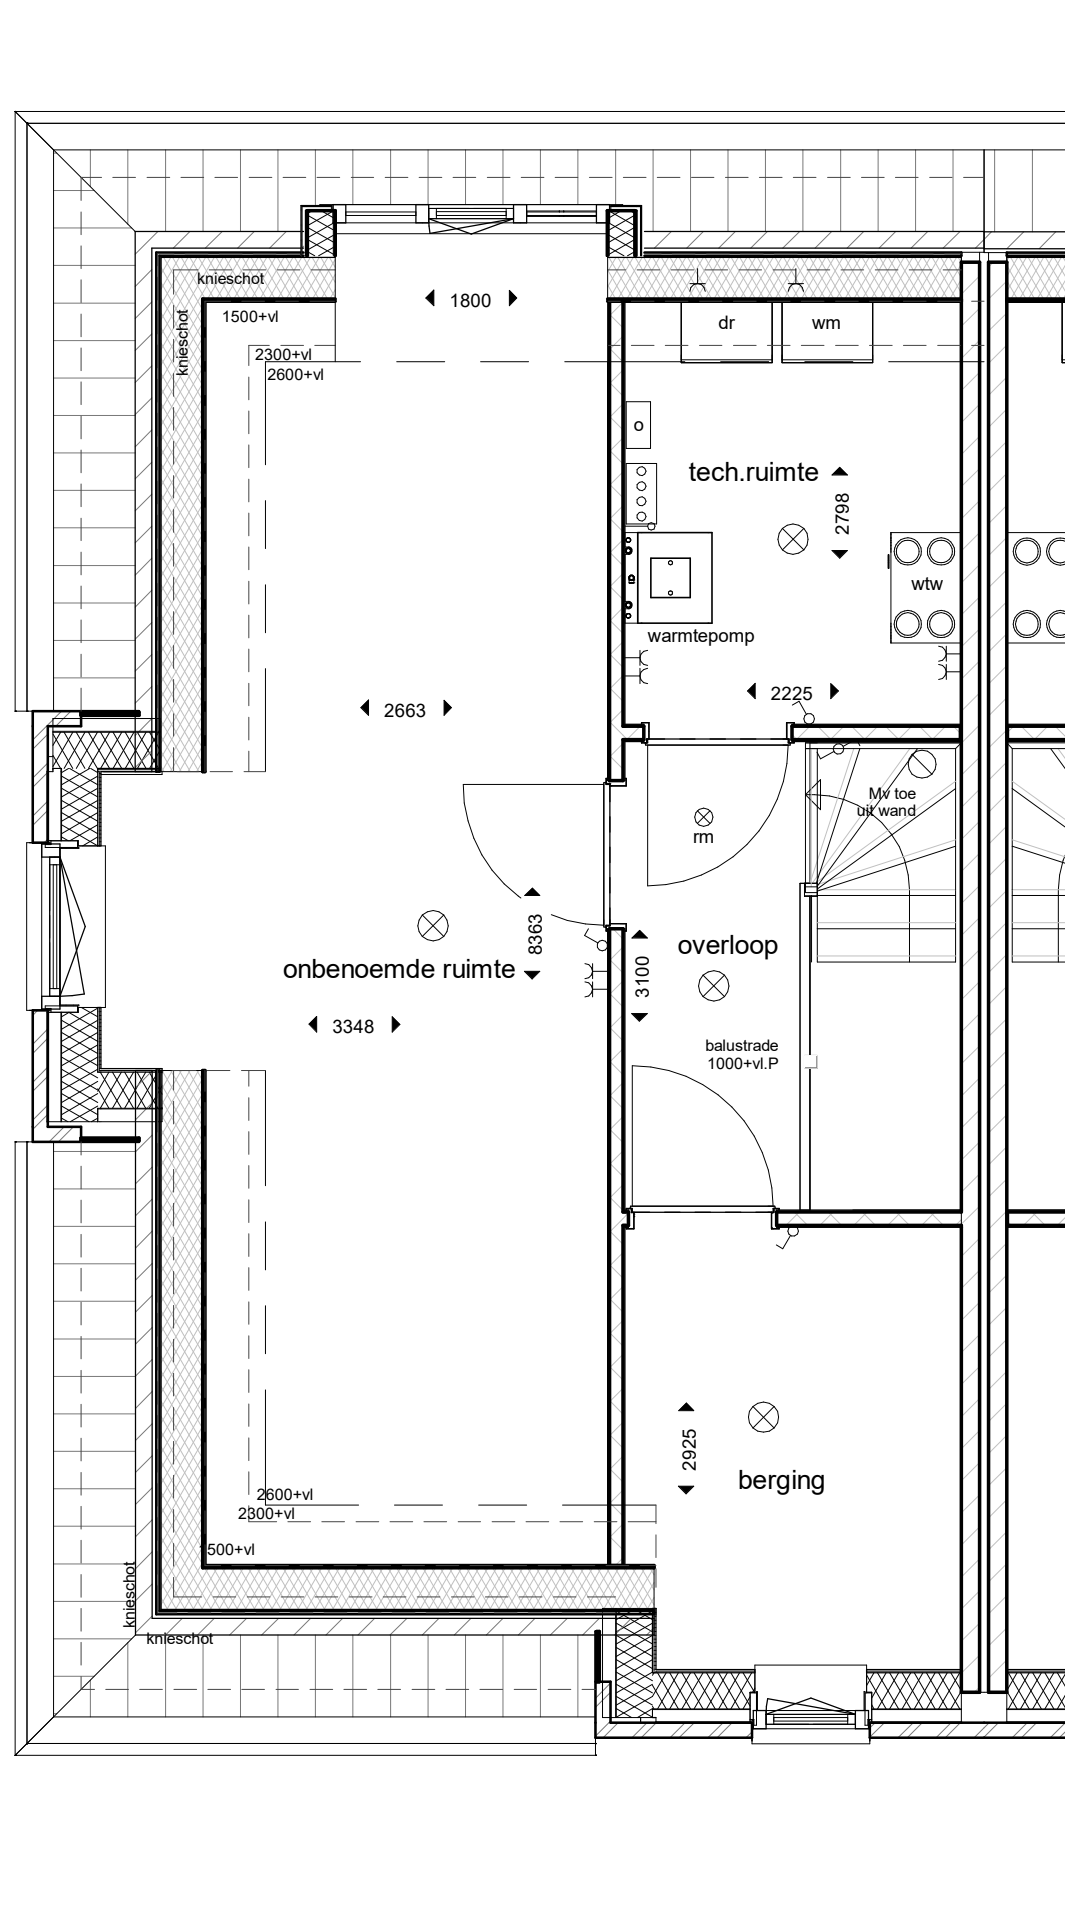 knieschot
knieschot
1500+vl
2300+vl
2600+vl
1800
dr
wm
o
tech.ruimte
2798
wtw
warmtepomp
2225
2663
Mv toe
uit wand
rm
8363
onbenoemde ruimte
3348
overloop
3100
balustrade
1000+vl.P
2925
berging
2600+vl
2300+vl
500+vl
knieschot
knieschot